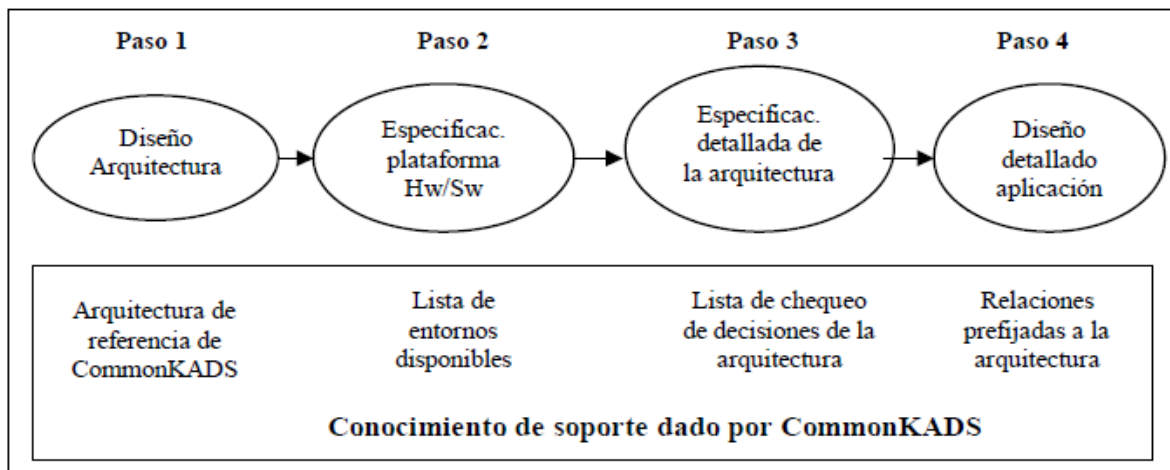 Paso 1
Paso 2
Paso 3
Paso 4
Diseño
Arquitectura
Especificac.
plataforma
Hw/Sw
Especificac.
detallada de
la arquitectura
Diseño
detallado
aplicación
Arquitectura de
referencia de
CommonKADS
Lista de
entornos
disponibles
Lista de chequeo
de decisiones de la
arquitectura
Relaciones
prefijadas a la
arquitectura
Conocimiento de soporte dado por CommonKADS